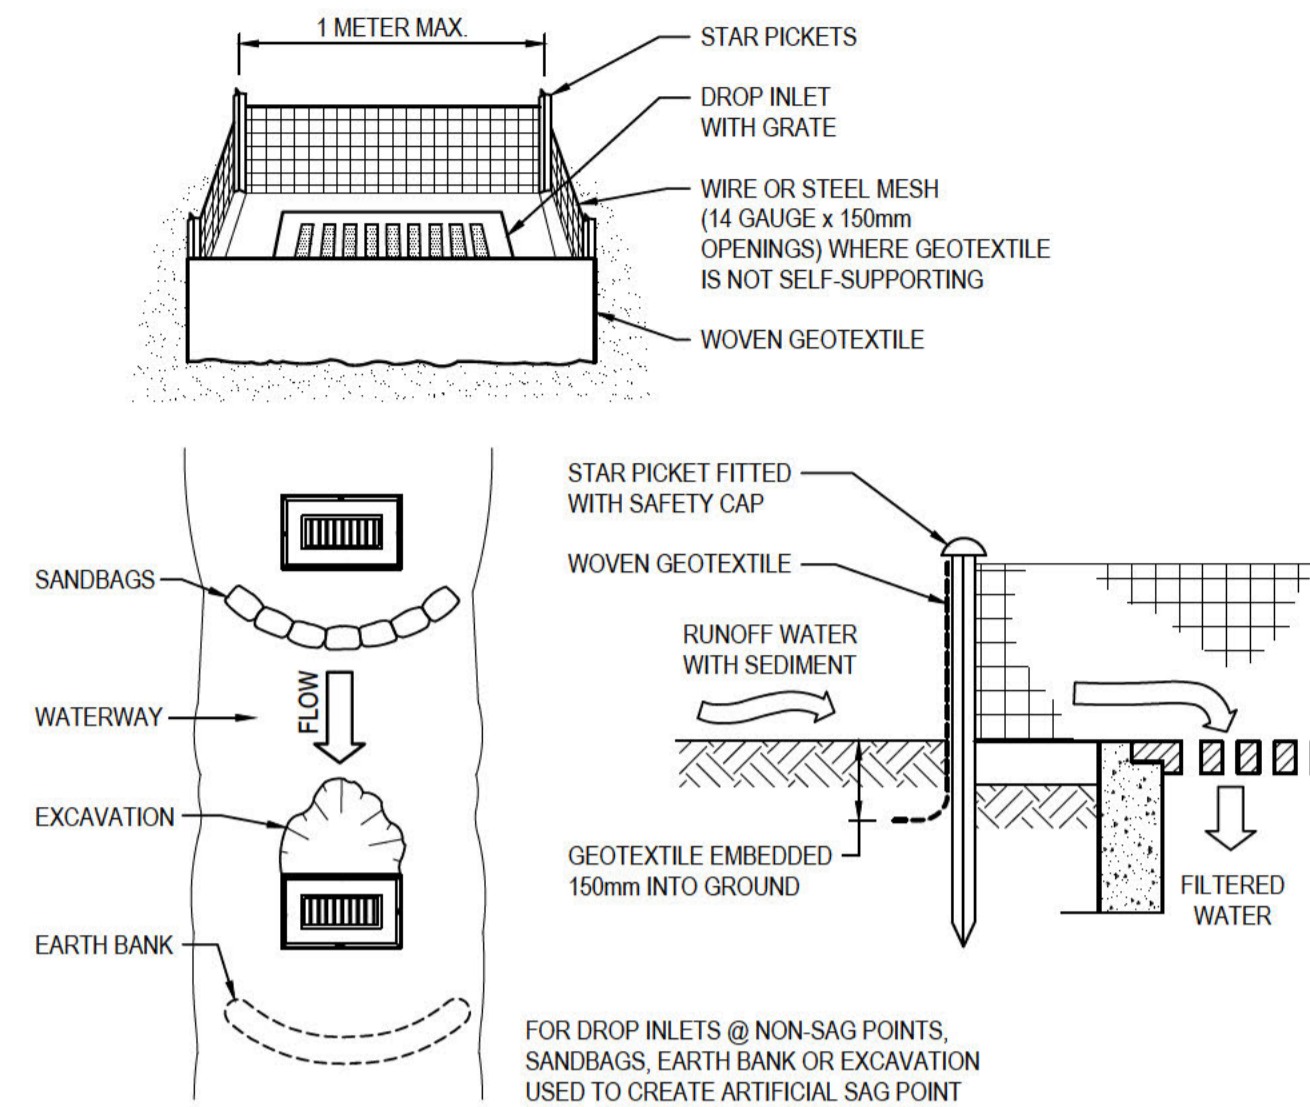 1 METER MAX.
STAR PICKETS
DROP INLET
WITH GRATE
WIRE OR STEEL MESH
(14 GAUGE x 150mm
OPENINGS) WHERE GEOTEXTILE
IS NOT SELF-SUPPORTING
WOVEN GEOTEXTILE
SANDBAGS
FLOW
WATERWAY
EXCAVATION
EARTH BANK
STAR PICKET FITTED
WITH SAFETY CAP
WOVEN GEOTEXTILE
RUNOFF WATER
WITH SEDIMENT
GEOTEXTILE EMBEDDED
150mm INTO GROUND
FILTERED
WATER
FOR DROP INLETS @ NON-SAG POINTS,
SANDBAGS, EARTH BANK OR EXCAVATION
USED TO CREATE ARTIFICIAL SAG POINT